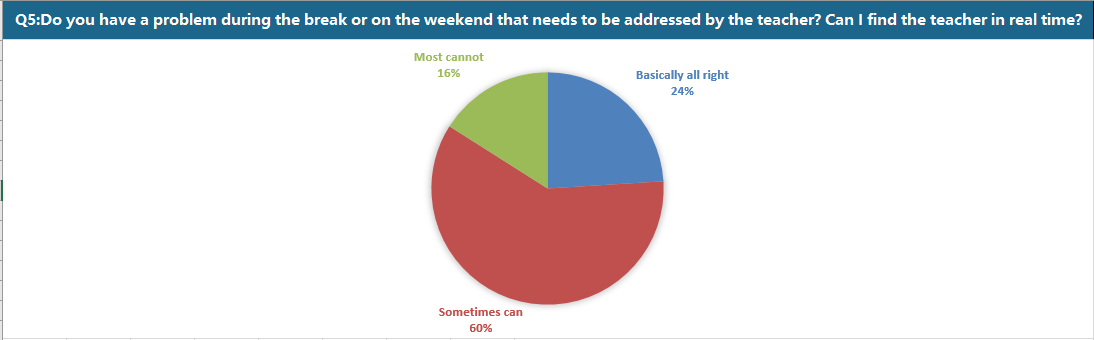 Q5:Do you have a problem during the break or on the weekend that needs to be addressed by the teacher? Can I find the teacher in real time?
Most cannot
16%
Basically all right
24%
Sometimes can
60%